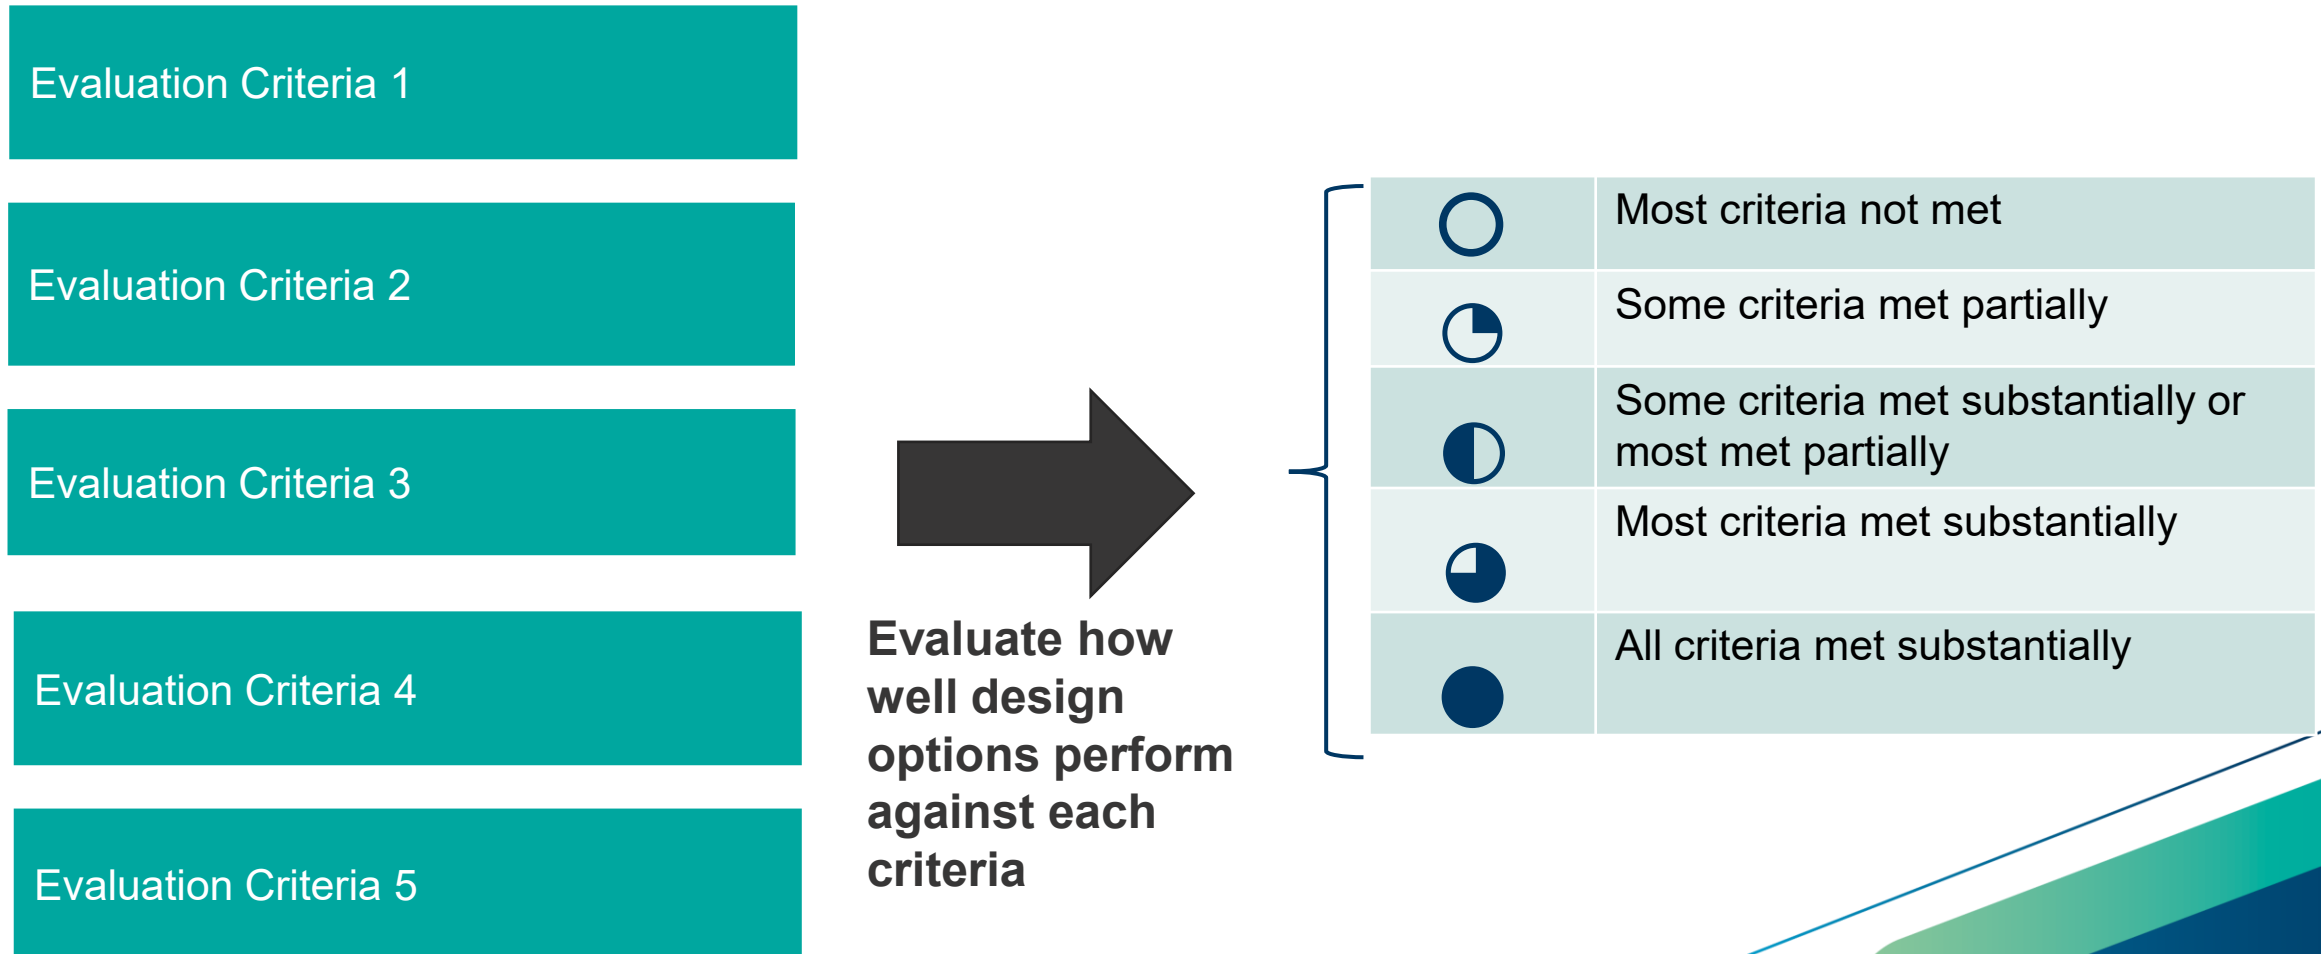 Evaluation Criteria 1
Evaluation Criteria 2
Evaluation Criteria 3
Evaluation Criteria 4
Evaluation Criteria 5
Evaluate how
well design
options perform
against each
criteria
Most criteria not met
Some criteria met partially
Some criteria met substantially or
most met partially
Most criteria met substantially
All criteria met substantially